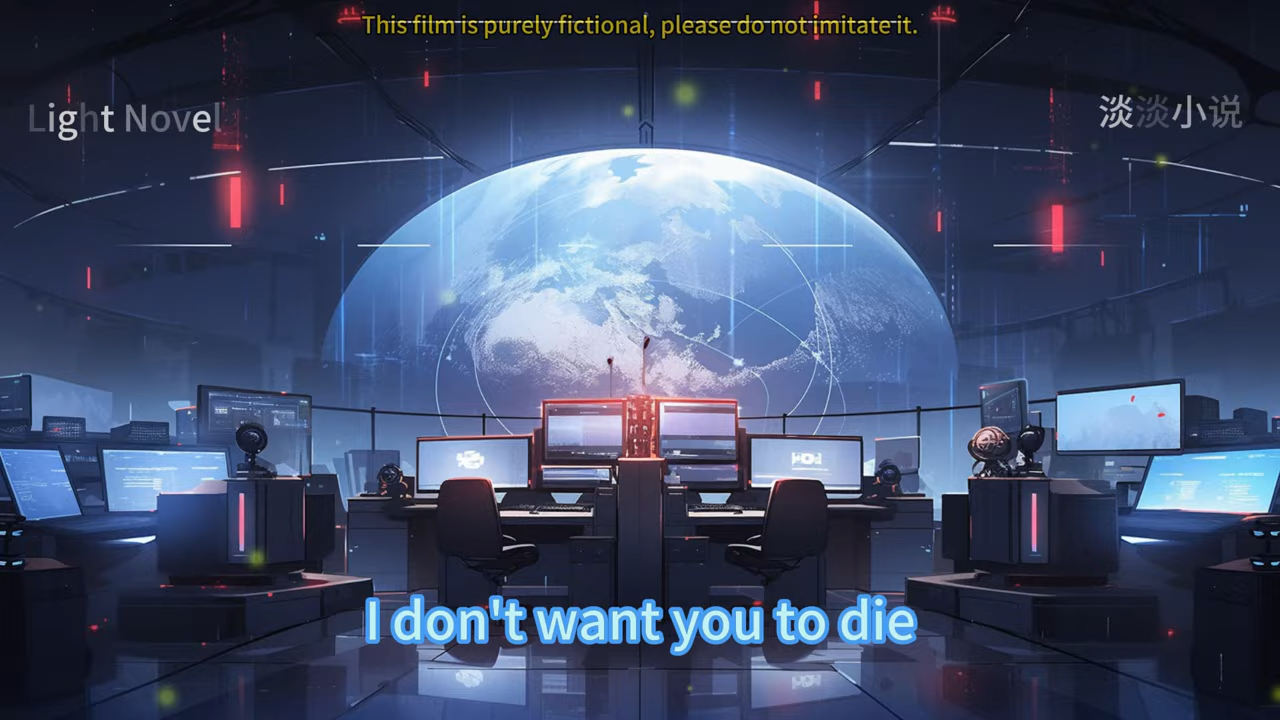 This film is purely fictional, please do not imitate it.
Light Novel
淡淡小说
I don't want you to die